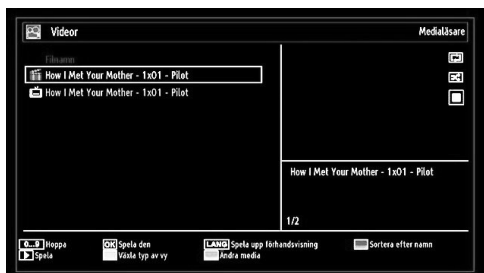 Videor Medialäsare
Filnamn
How I Met Your Mother - 1x01 - Pilot
How I Met Your Mother - 1x01 - Pilot
How I Met Your Mother - 1x01 - Pilot
1/2
0...9 Hoppa OK Spela den LANG Spela upp förhandsvisning Sortera efter namn
Spela Växla typ av vy Ändra media